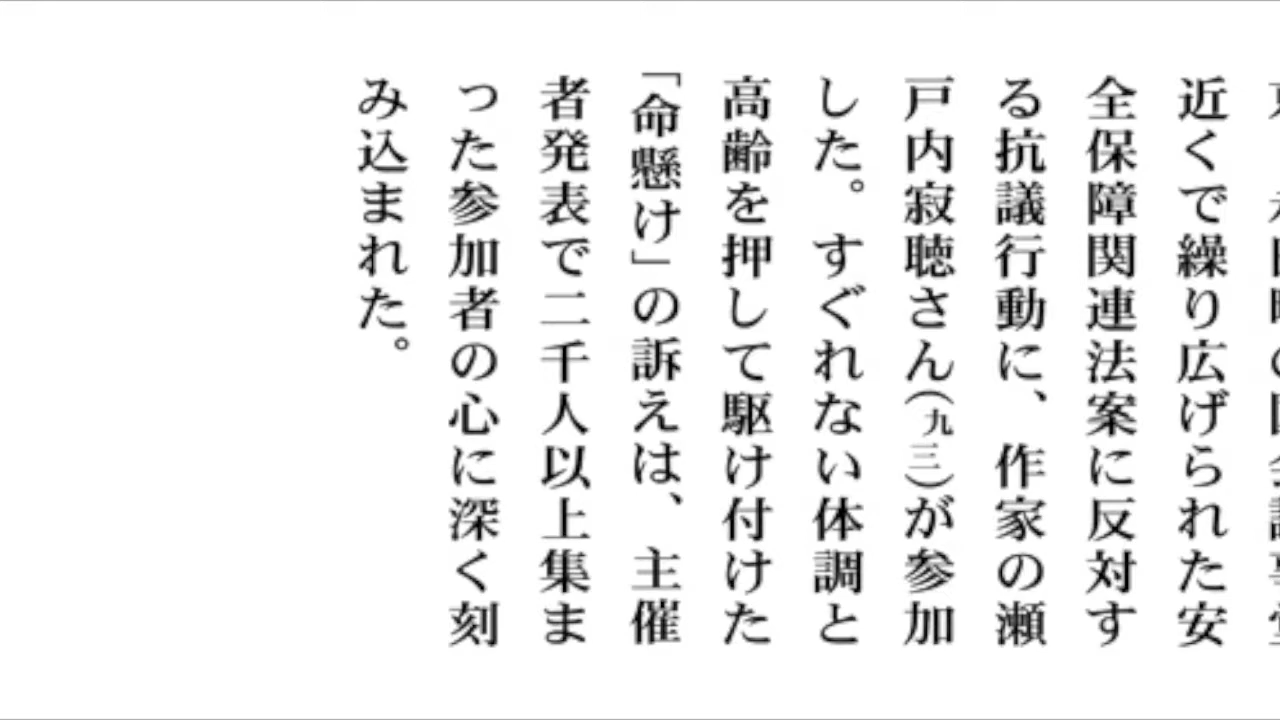 近くで繰り広げられた安
全保障関連法案に反対す
る抗議行動に、作家の瀬
戸内寂聴さん(九三)が参加
した。すぐれない体調と
高齢を押して駆け付けた
「命懸け」の訴えは、主催
者発表で二千人以上集ま
った参加者の心に深く刻
み込まれた。